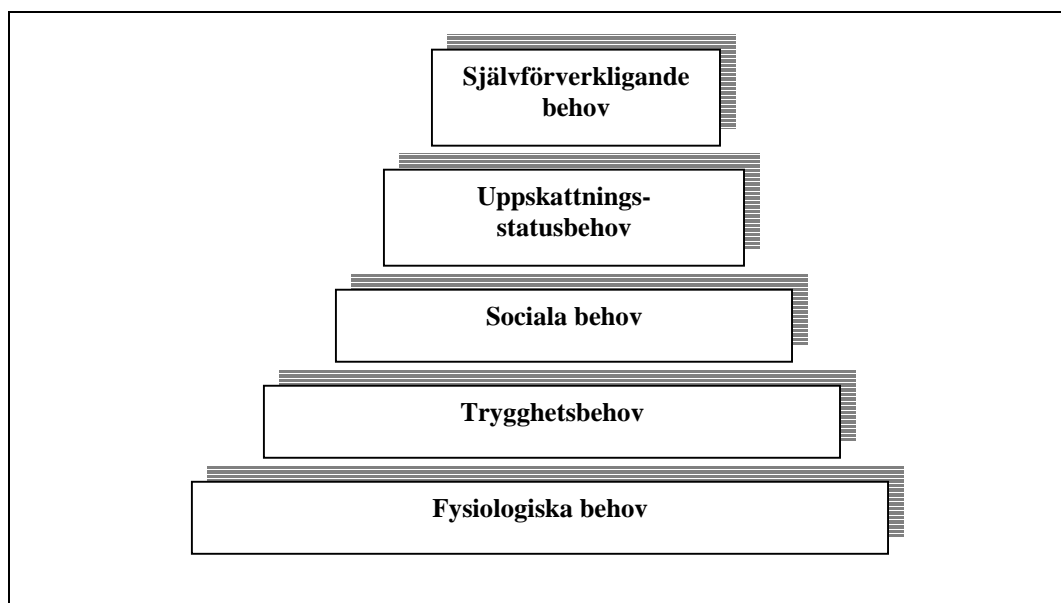 Självförverkligande
behov
Uppskattnings-
statusbehov
Sociala behov
Trygghetsbehov
Fysiologiska behov